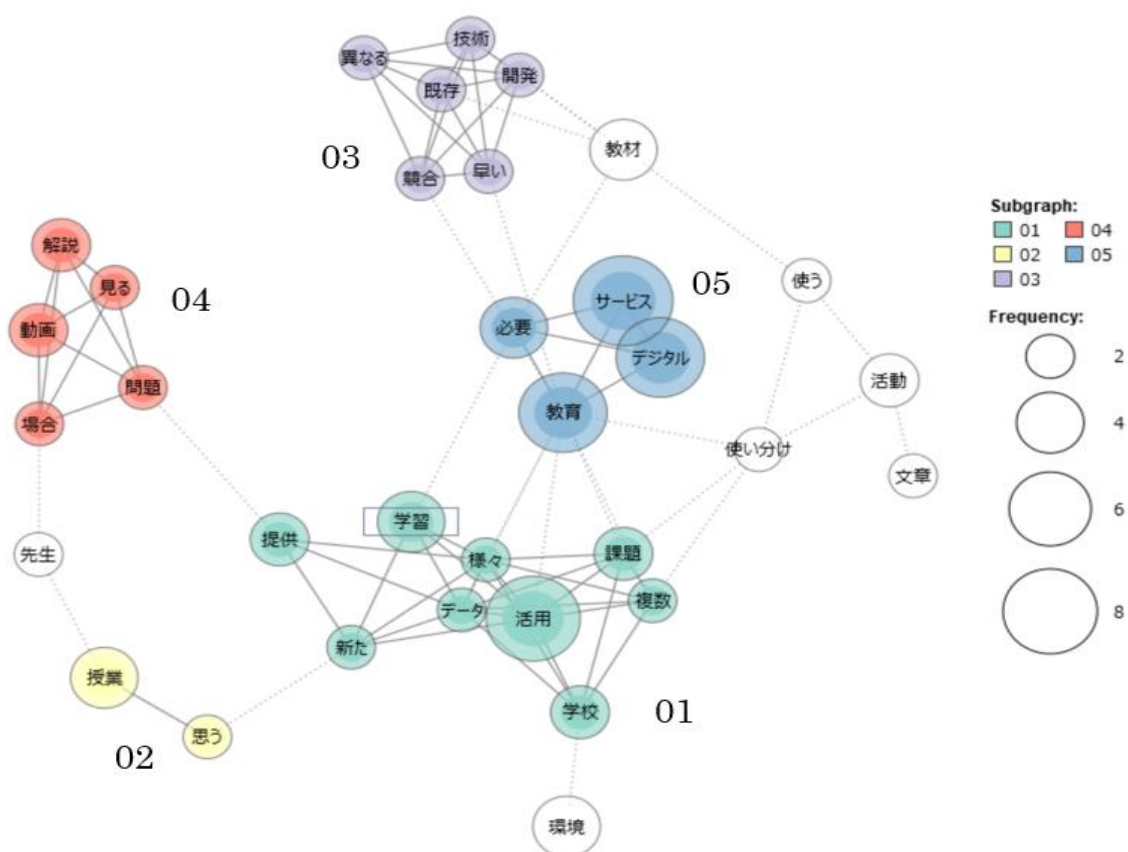 技術
異なる
開発
既存
03
教材
競合
早い
Subgraph:
01
04
02
05
03
解説
見る
04
動画
問題
場合
サービス
05
必要
デジタル
教育
使う
活動
使い分け
文章
Frequency:
2
4
6
8
学習
提供
様々
課題
データ
複数
活用
新た
学校
01
先生
授業
思う
02
環境